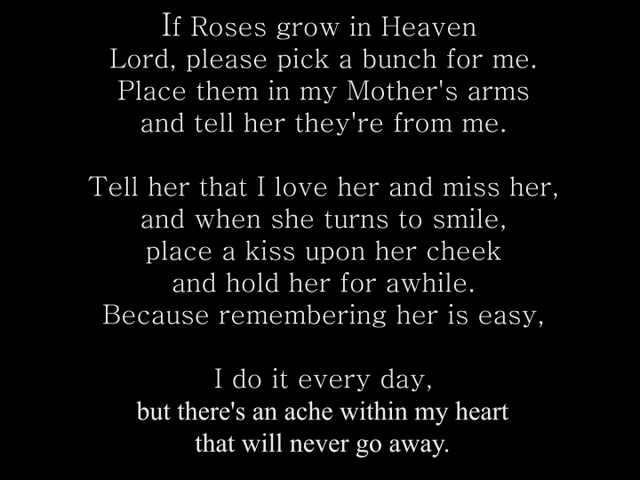 If Roses grow in Heaven
Lord, please pick a bunch for me.
Place them in my Mother's arms
and tell her they're from me.
Tell her that I love her and miss her,
and when she turns to smile,
place a kiss upon her cheek
and hold her for awhile.
Because remembering her is easy,
I do it every day,
but there's an ache within my heart
that will never go away.